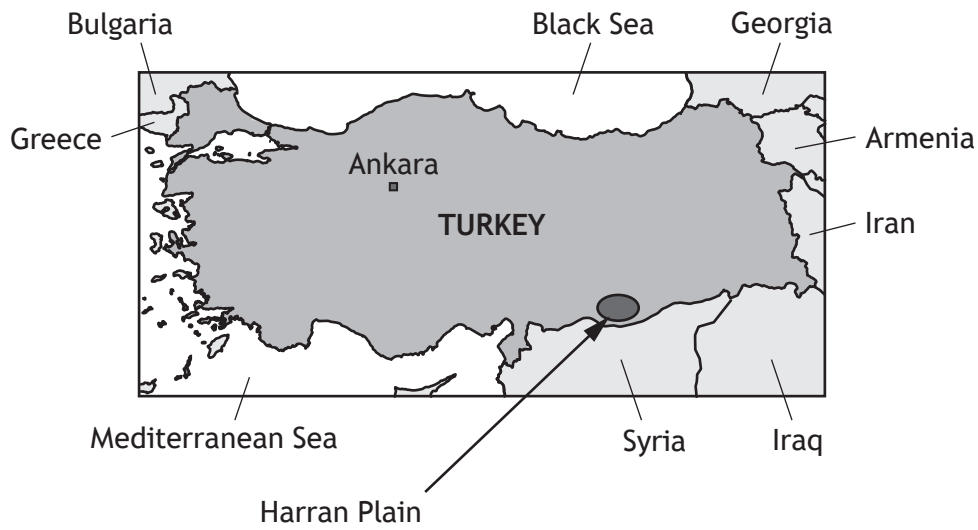 Bulgaria
Black Sea
Georgia
Greece
Armenia
Ankara
TURKEY
Iran
Mediterranean Sea
Syria
Iraq
Harran Plain